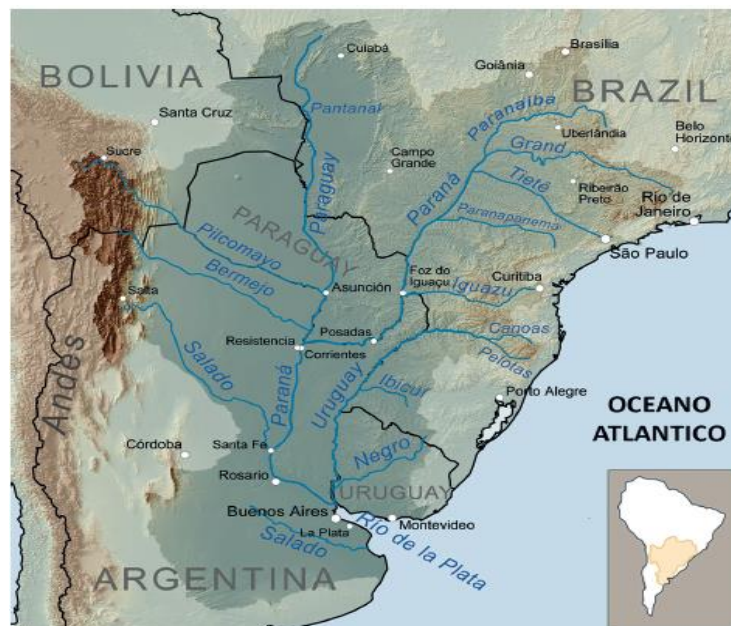 Cuiabá
Brasília
Goiânia
BOLIVIA
BRAZIL
Santa Cruz
Pantanal
Paranaiba
Uberlândia
Belo Horizonte
Sucre
Campo Grande
Grand
Tieté
Ribeirão Preto
Rio de Janeiro
Paraguay
Paraná
Paranapanema
São Paulo
PARAGUAY
Pilcomayo
Bermejo
Asunción
Foz do Iguaçu
Iguazu
Curitiba
Salta
Posadas
Resistencia
Corrientes
Canoas
Pelotas
Salado
Uruguay
Ibicuí
Andes
Paraná
Porto Alegre
OCEANO
ATLANTICO
Córdoba
Santa Fé
Negro
Rosario
URUGUAY
Buenos Aires
La Plata
Montevideo
Salado
Río de la Plata
ARGENTINA